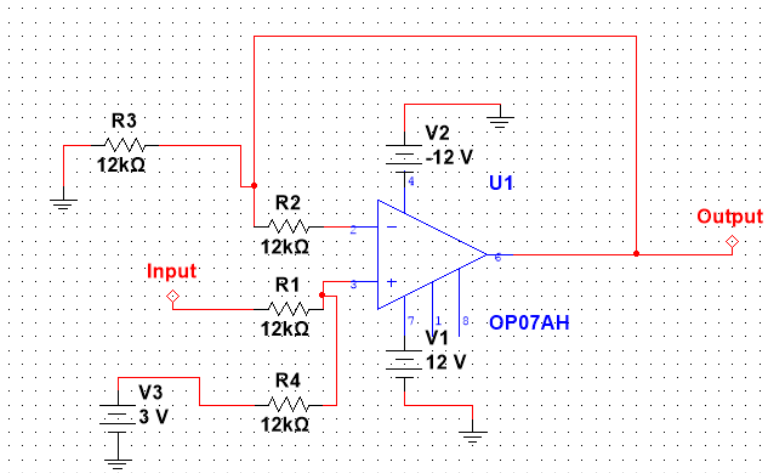 R3
12kΩ
V2
-12 V
4
U1
R2
12kΩ
2
6
Output
Input
R1
12kΩ
3
7
1
8
OP07AH
V1
12 V
V3
3 V
R4
12kΩ